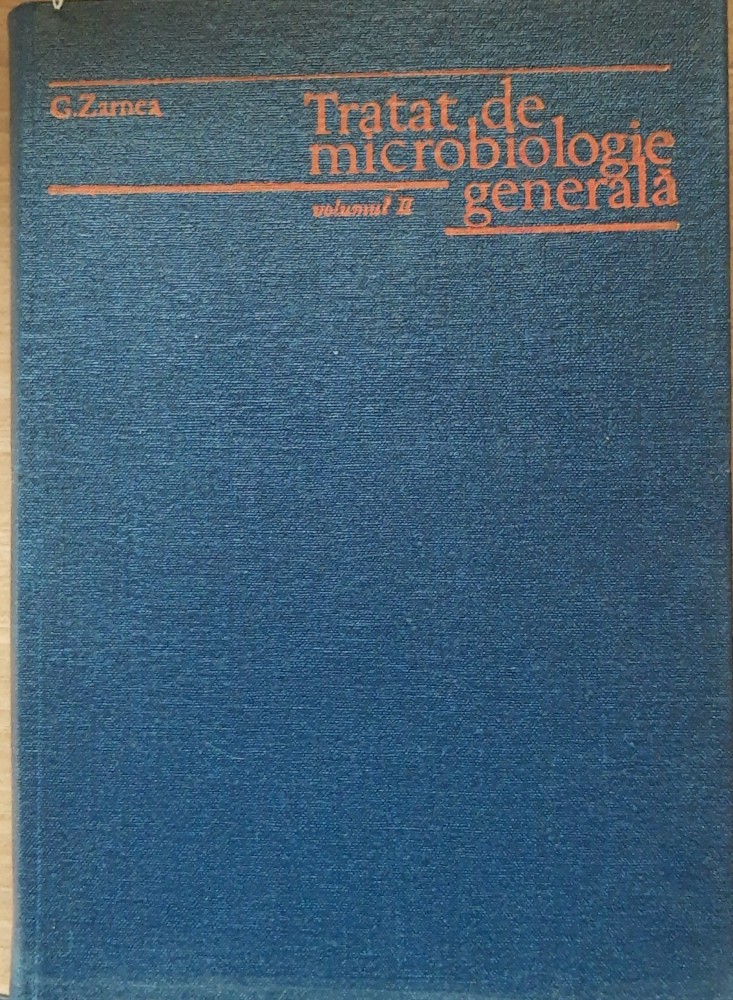 G. Zarnea
Tratat de
microbiologie
generală
volumul II